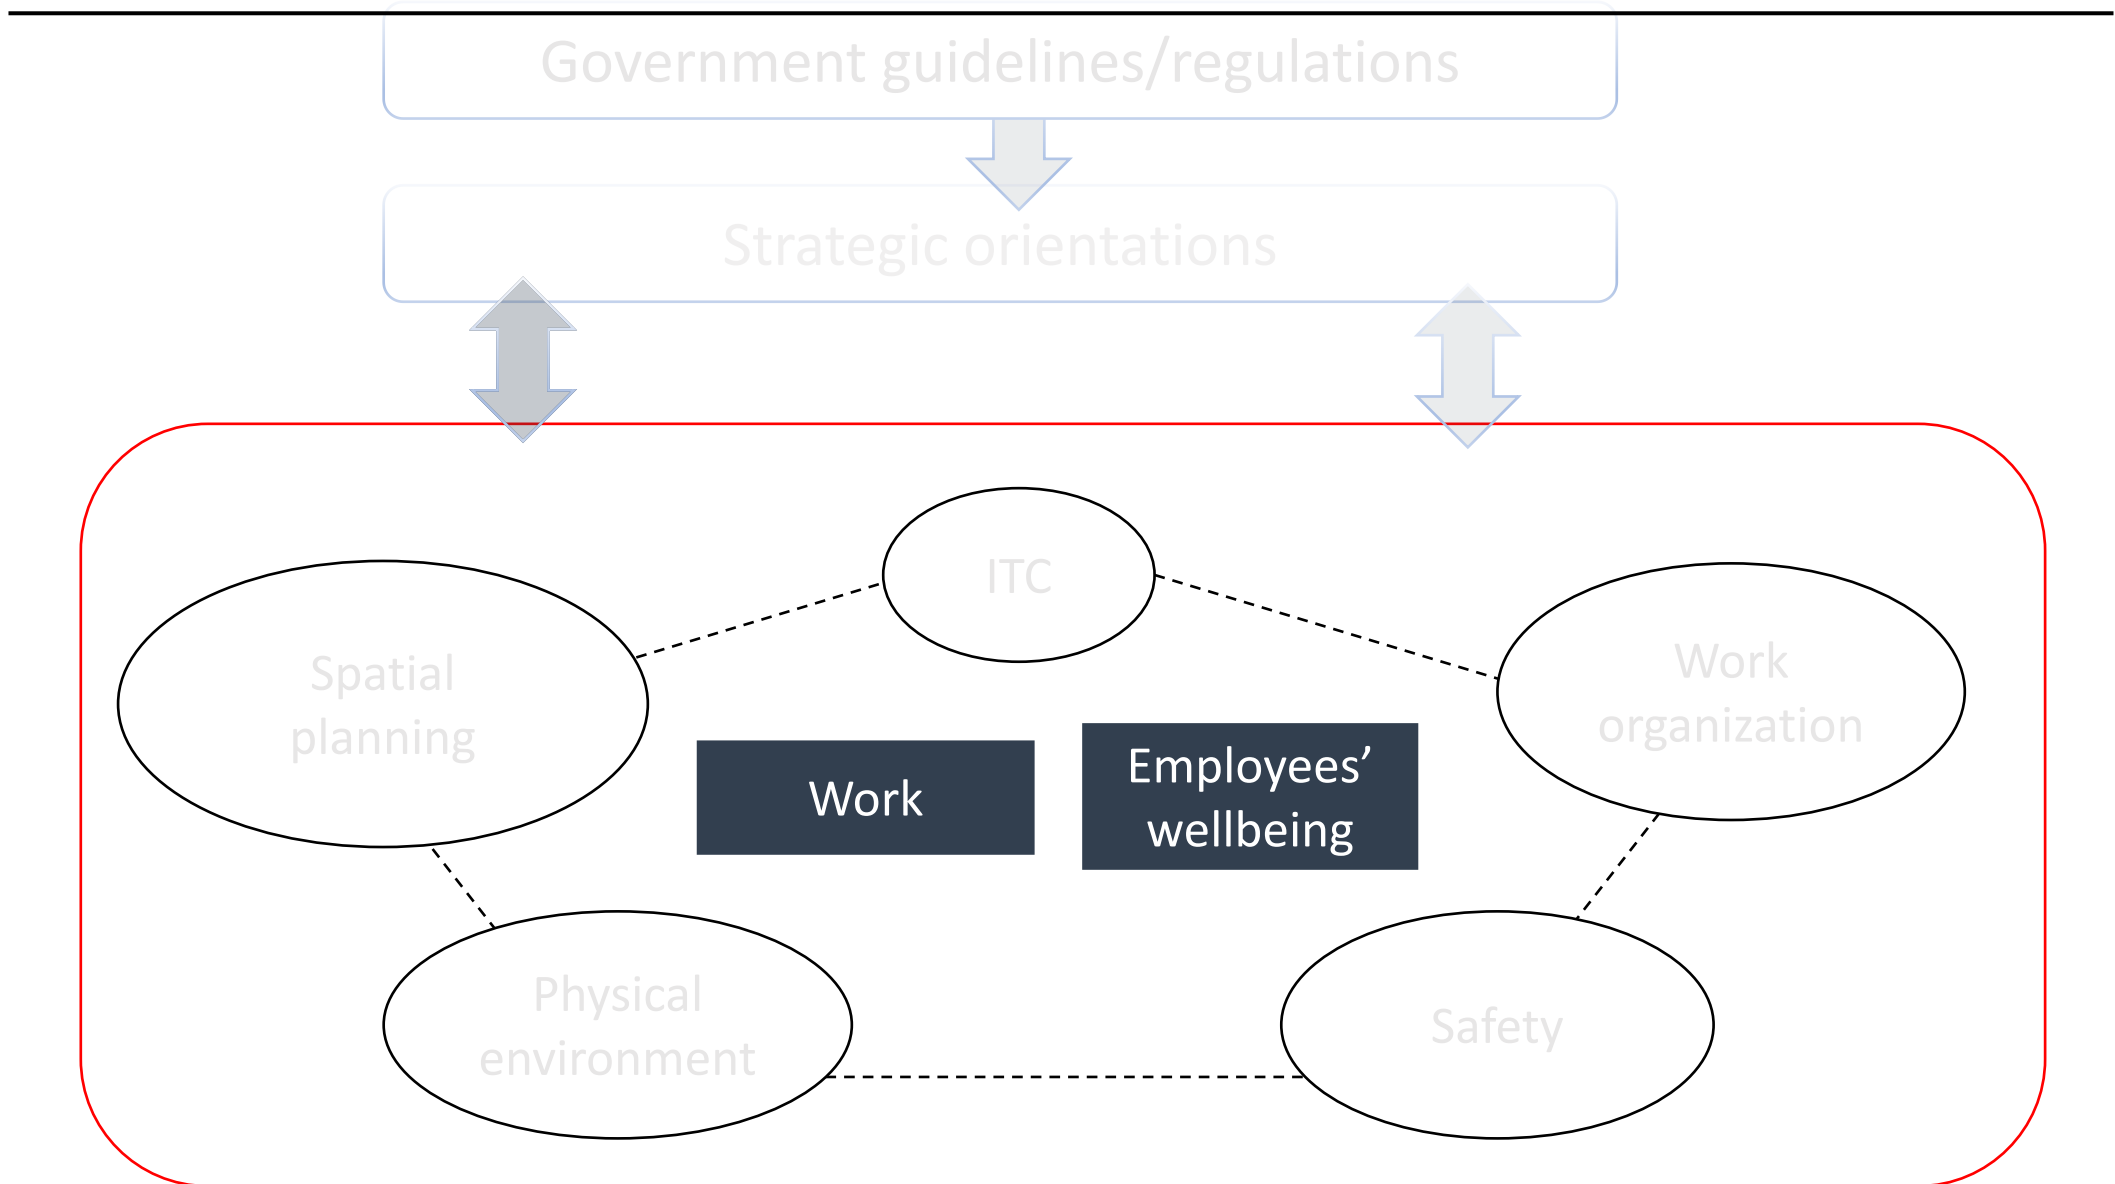 Government guidelines/regulations
Strategic orientations
ITC
Spatial
planning
Work
organization
Work
Employees’
wellbeing
Physical
environment
Safety